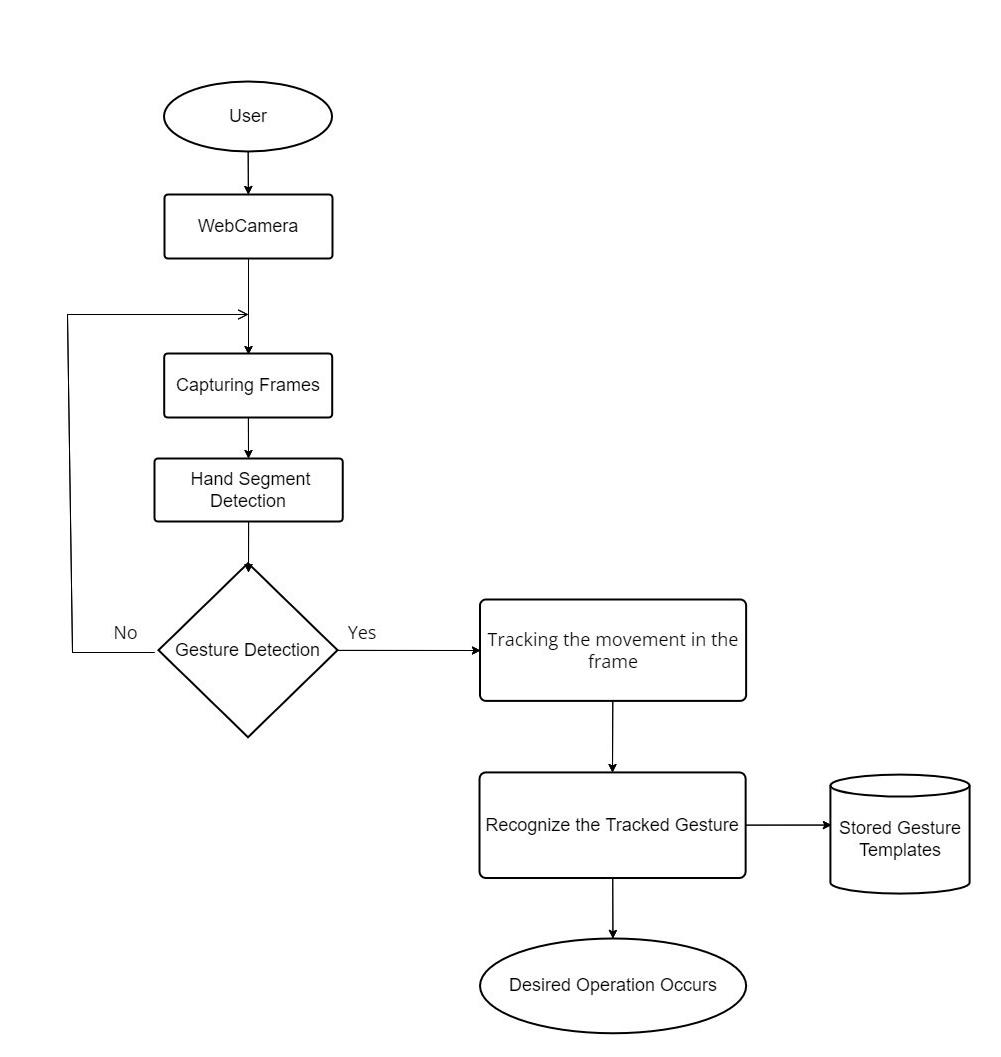 User
WebCamera
Capturing Frames
Hand Segment
Detection
No
Gesture Detection
Yes
Tracking the movement in the
frame
Recognize the Tracked Gesture
Stored Gesture
Templates
Desired Operation Occurs